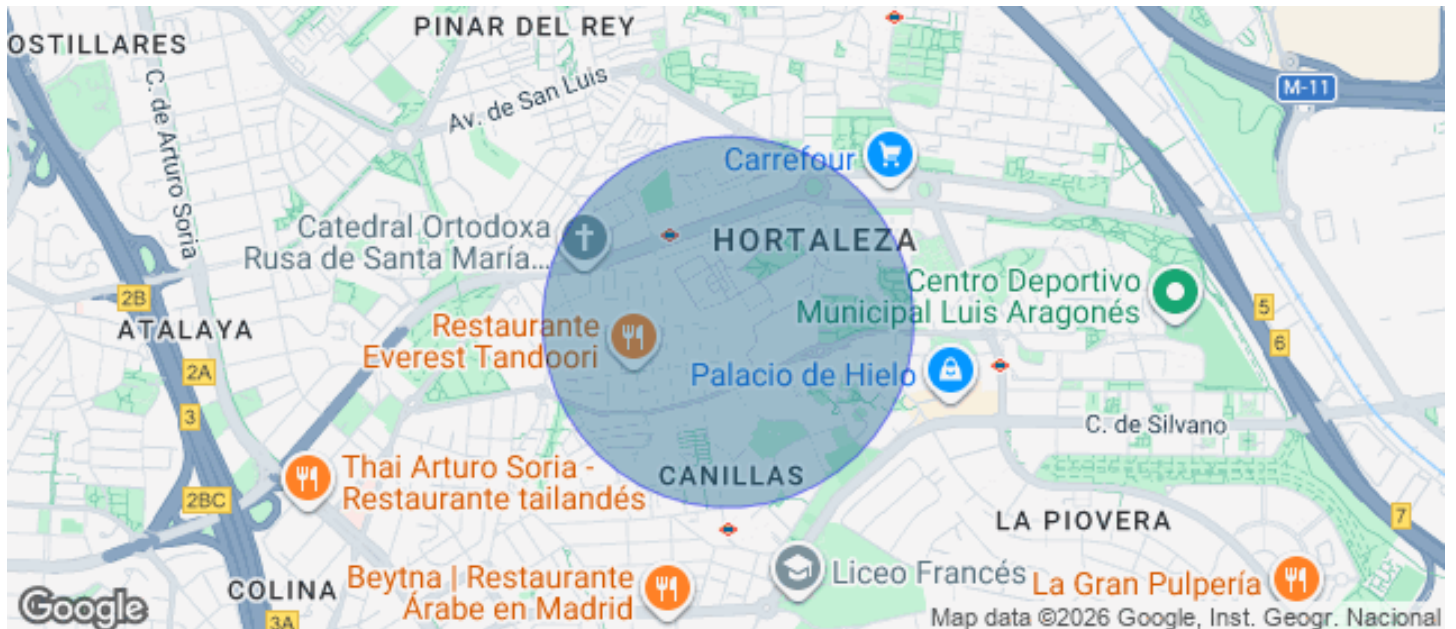 PINAR DEL REY
OSTILLARES
C. de Arturo Soria
Av. de San Luis
M-11
Carrefour
Catedral Ortodoxa
Rusa de Santa María...
HORTALEZA
Centro Deportivo
Municipal Luis Aragonés
2B
ATALAYA
5
6
Restaurante
Everest Tandoori
2A
Palacio de Hielo
3
C. de Silvano
Thai Arturo Soria -
Restaurante tailandés
CANILLAS
2BC
LA PIOVERA
7
COLINA
Beytna | Restaurante
Árabe en Madrid
Liceo Francés
La Gran Pulpería
Google
3A
Map data ©2026 Google, Inst. Geogr. Nacional